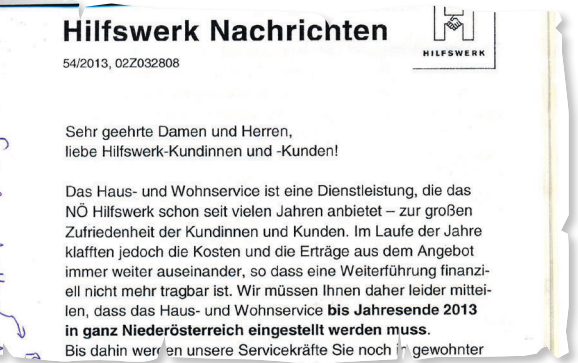 Hilfswerk Nachrichten
HILFSWERK
54/2013, 02Z032808
Sehr geehrte Damen und Herren,
liebe Hilfswerk-Kundinnen und -Kunden!
Das Haus- und Wohnservice ist eine Dienstleistung, die das
NÖ Hilfswerk schon seit vielen Jahren anbietet – zur großen
Zufriedenheit der Kundinnen und Kunden. Im Laufe der Jahre
klafften jedoch die Kosten und die Erträge aus dem Angebot
immer weiter auseinander, so dass eine Weiterführung finanzi-
ell nicht mehr tragbar ist. Wir müssen Ihnen daher leider mittei-
len, dass das Haus- und Wohnservice bis Jahresende 2013
in ganz Niederösterreich eingestellt werden muss.
Bis dahin werden unsere Servicekräfte Sie noch in gewohnter